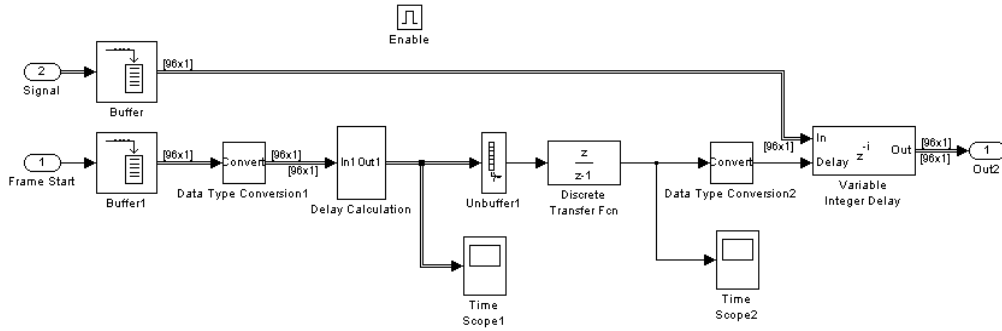 Enable
2
Signal
Buffer
[96x1]
In
Delay
z
-i
Out
[96x1]
[96x1]
[96x1]
Variable
Integer Delay
1
Out2
1
Frame Start
Buffer1
[96x1]
Convert
Data Type Conversion1
[96x1]
[96x1]
In1 Out1
Delay Calculation
Unbuffer1
z
z-1
Discrete
Transfer Fcn
Convert
Data Type Conversion2
Time
Scope1
Time
Scope2